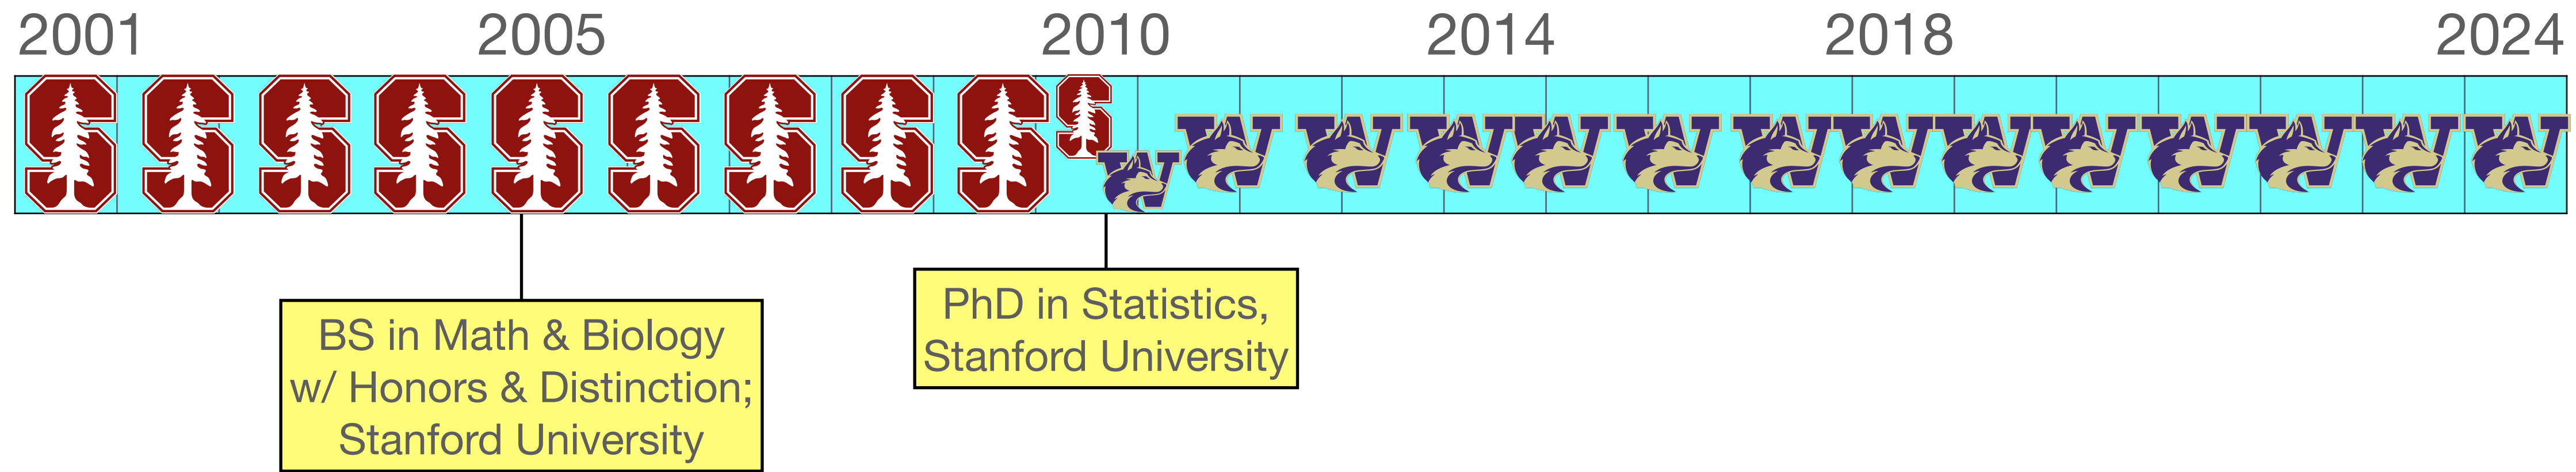 2001 2005 2010 2014 2018 2024
BS in Math & Biology
w/ Honors & Distinction;
Stanford University
PhD in Statistics,
Stanford University